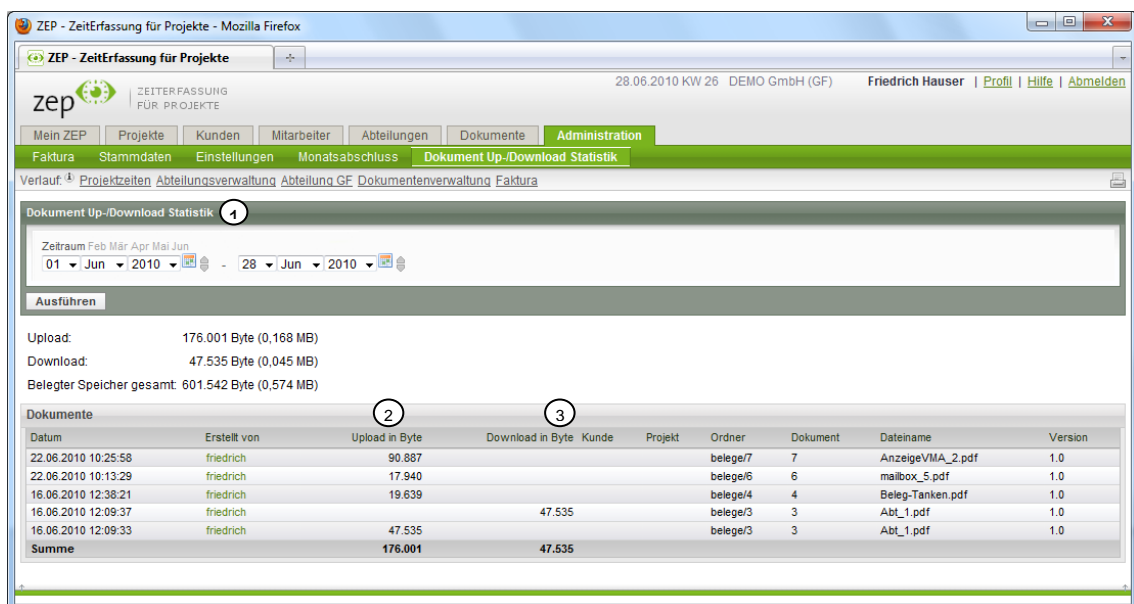 ZEP - ZeitErfassung für Projekte - Mozilla Firefox
ZEP - ZeitErfassung für Projekte
28.06.2010 KW 26 DEMO GmbH (GF) Friedrich Hauser | Profil | Hilfe | Abmelden
zep ZEITERFASSUNG
FÜR PROJEKTE
Mein ZEP Projekte Kunden Mitarbeiter Abteilungen Dokumente Administration
Faktura Stammdaten Einstellungen Monatsabschluss Dokument Up-/Download Statistik
Verlauf: Projektzeiten Abteilungsverwaltung Abteilung GF Dokumentenverwaltung Faktura
Dokument Up-/Download Statistik 1
Zeitraum Feb Mär Apr Mai Jun
01 Jun 2010 - 28 Jun 2010
Ausführen
Upload: 176.001 Byte (0,168 MB)
Download: 47.535 Byte (0,045 MB)
Belegter Speicher gesamt: 601.542 Byte (0,574 MB)
2 3
Dokumente
Datum Erstellt von Upload in Byte Download in Byte Kunde Projekt Ordner Dokument Dateiname Version
22.06.2010 10:25:58 friedrich 90.887 belege/7 7 AnzeigeVMA_2.pdf 1.0
22.06.2010 10:13:29 friedrich 17.940 belege/6 6 mailbox_5.pdf 1.0
16.06.2010 12:38:21 friedrich 19.639 belege/4 4 Beleg-Tanken.pdf 1.0
16.06.2010 12:09:37 friedrich 47.535 belege/3 3 Abt_1.pdf 1.0
16.06.2010 12:09:33 friedrich 47.535 belege/3 3 Abt_1.pdf 1.0
Summe 176.001 47.535